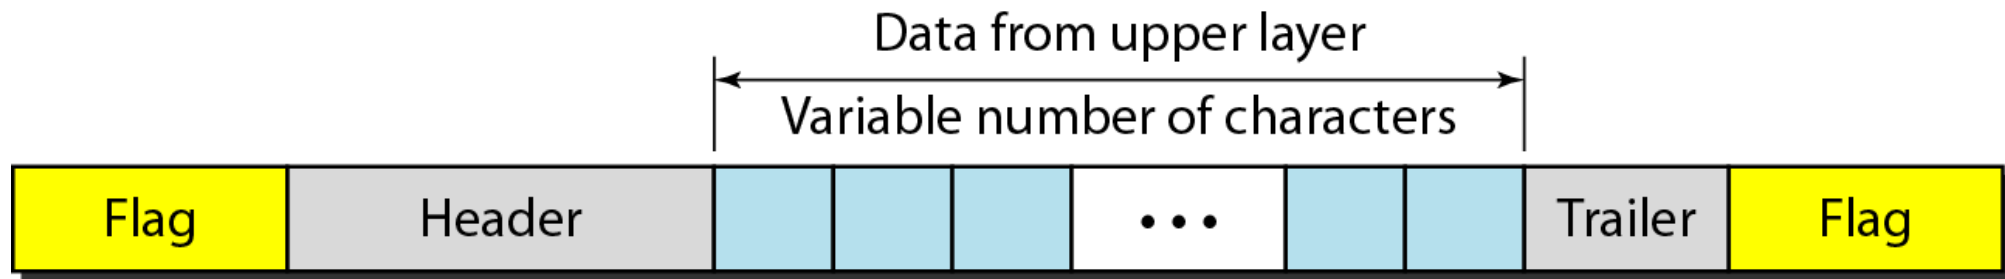 Data from upper layer
Variable number of characters
Flag Header ••• Trailer Flag